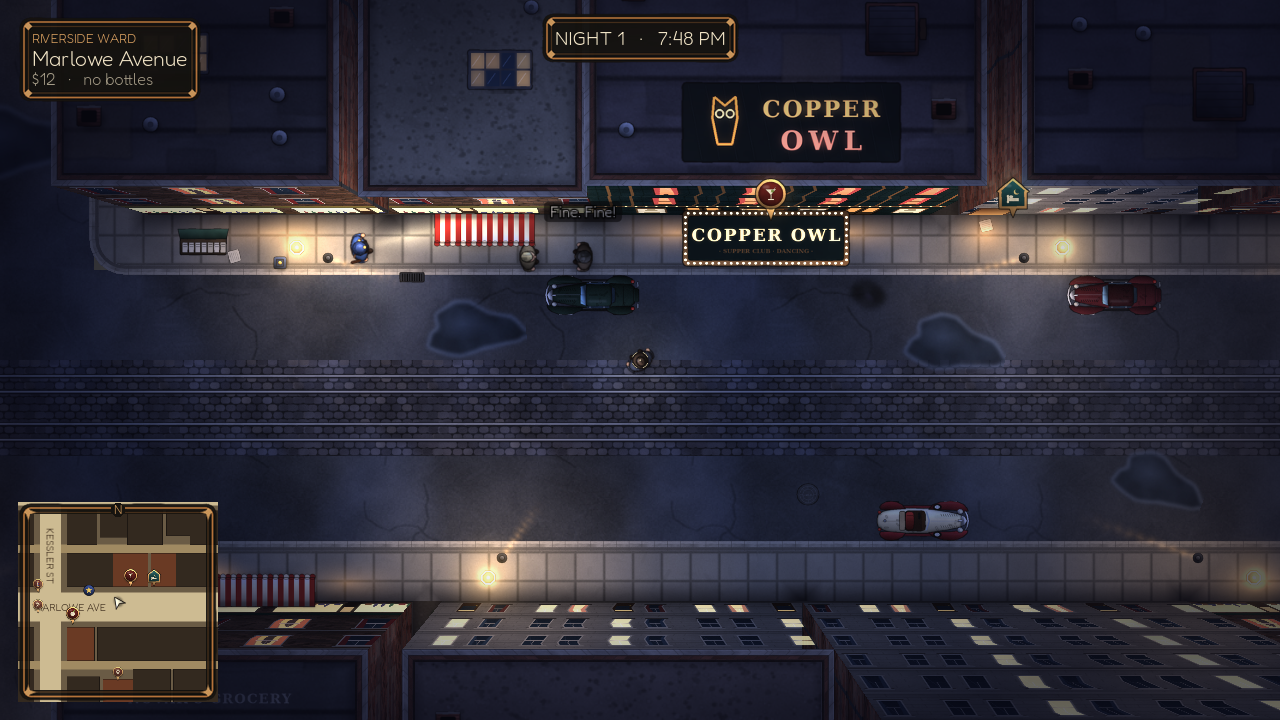 RIVERSIDE WARD
Marlowe Avenue
$12 · no bottles
NIGHT 1 · 7:48 PM
COPPER
OWL
Fine. Fine!
COPPER OWL
SUPPER CLUB · DANCING
N
KESSLER ST
MARLOWE AVE
GROCERY